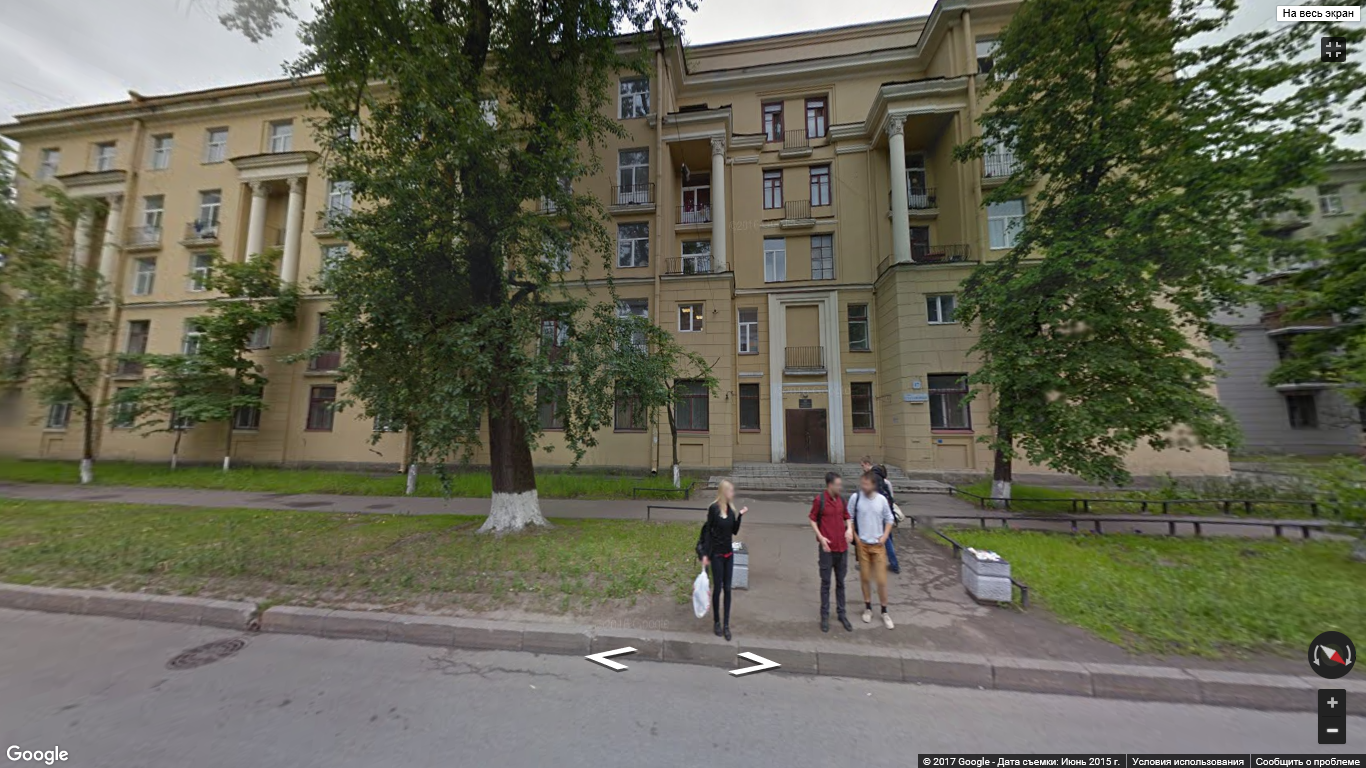 На весь экран
Google
© 2017 Google - Дата съемки: Июнь 2015 г.
Условия использования
Сообщить о проблеме